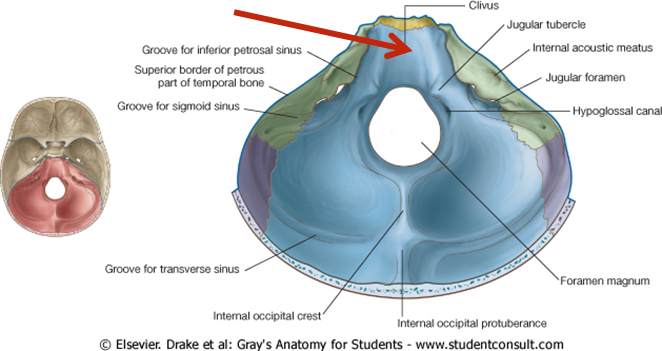 Clivus
Jugular tubercle
Groove for inferior petrosal sinus
Internal acoustic meatus
Superior border of petrous
part of temporal bone
Jugular foramen
Groove for sigmoid sinus
Hypoglossal canal
Groove for transverse sinus
Foramen magnum
Internal occipital crest
Internal occipital protuberance
© Elsevier. Drake et al: Gray's Anatomy for Students - www.studentconsult.com